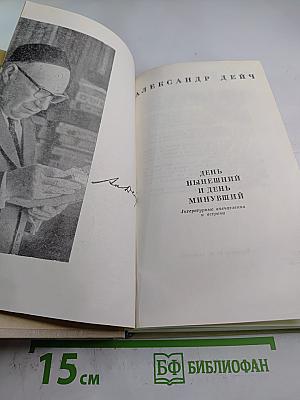 АЛЕКСАНДР ДЕЙЧ
ДЕНЬ
НЫНЕШНИЙ
И ДЕНЬ
МИНУВШИЙ
Литературные впечатления
и встречи
15 см
БФ БИБЛИОФАН